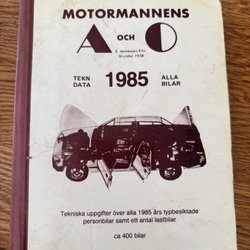 MOTORMANNENS
A OCH O
S. Jacobsson Eftr.
Grundar 1938
TEKN DATA 1985 ALLA BILAR
Tekniska uppgifter över alla 1985 års typbesiktade
personbilar samt ett antal lastbilar
ca 400 bilar